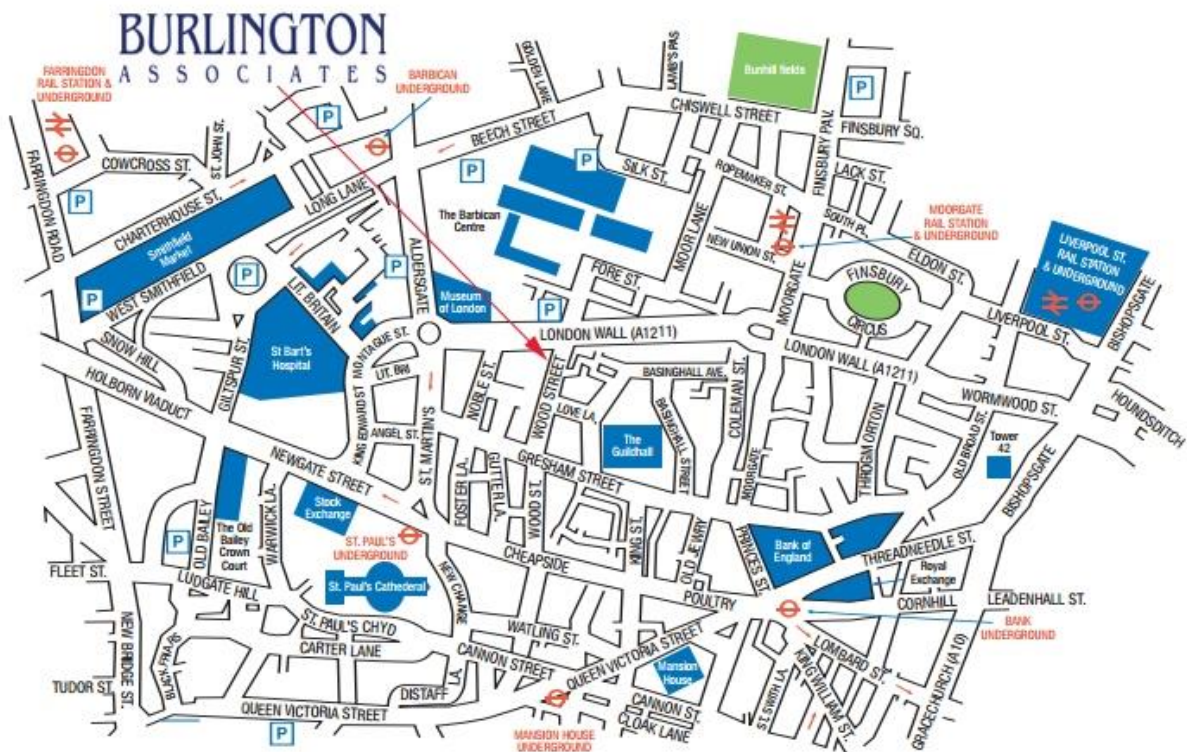 BURLINGTON
ASSOCIATES
FARRINGDON
RAIL STATION &
UNDERGROUND
BARBICAN
UNDERGROUND
GOLDEN LANE
LAMB'S PAS
Bunhill fields
P
P
CHISWELL STREET
FINSBURY PAV.
FINSBURY SQ.
BEECH STREET
COWCROSS ST.
ST. JOHN ST.
FARRINGDON ROAD
P
P
P
SILK ST.
ROPEMAKER ST.
LACK ST.
LONG LANE
CHARTERHOUSE ST.
P
The Barbican
Centre
MOOR LANE
SOUTH PL.
MOORGATE
RAIL STATION
& UNDERGROUND
NEW UNION ST.
LIVERPOOL ST.
RAIL STATION
& UNDERGROUND
Smithfield
Market
ALDERSGATE
P
P
FORE ST.
ELDON ST.
FINSBURY
CIRCUS
MOORGATE
BISHOPSGATE
P
WEST SMITHFIELD
LIT. BRITAIN
Museum
of London
P
LIVERPOOL ST.
SNOW HILL
MONTAGUE ST.
LONDON WALL (A1211)
LONDON WALL (A1211)
St Bart's
Hospital
GILTSPUR ST.
LIT. BRI
BASINGHALL AVE.
HOLBORN VIADUCT
KING EDWARDST
NOBLE ST.
WOOD STREET
LOVE LA.
BASINGHALL STREET
COLEMAN ST.
WORMWOOD ST.
HOUNDSDITCH
ANGEL ST.
ST. MARTIN'S
The
Guildhall
THROGMORTON
OLD BROAD ST.
Tower
42
FARRINGDON STREET
NEWGATE STREET
GRESHAM STREET
MOORGATE
BISHOPSGATE
FOSTER LA.
GUTTER LA.
WOOD ST.
Stock
Exchange
OLD BAILEY
The Old
Bailey
Crown
Court
WARWICK LA.
P
ST. PAUL'S
UNDERGROUND
CHEAPSIDE
KING ST.
OLD JEWRY
PRINCES ST.
Bank of
England
THREADNEEDLE ST.
Royal
Exchange
FLEET ST.
LUDGATE HILL
St. Paul's Cathederal
NEW CHANGE
POULTRY
CORNHILL
LEADENHALL ST.
BANK
UNDERGROUND
ST. PAUL'S CHYD
WATLING ST.
NEW BRIDGE ST.
BLACKFRIARS
CARTER LANE
CANNON STREET
QUEEN VICTORIA STREET
LOMBARD ST.
KING WILLIAM ST.
Mansion
House
TUDOR ST.
DISTAFF LA.
ST. SWITH LA.
GRACECHURCH (A10)
QUEEN VICTORIA STREET
CANNON ST.
CLOAK LANE
P
MANSION HOUSE
UNDERGROUND